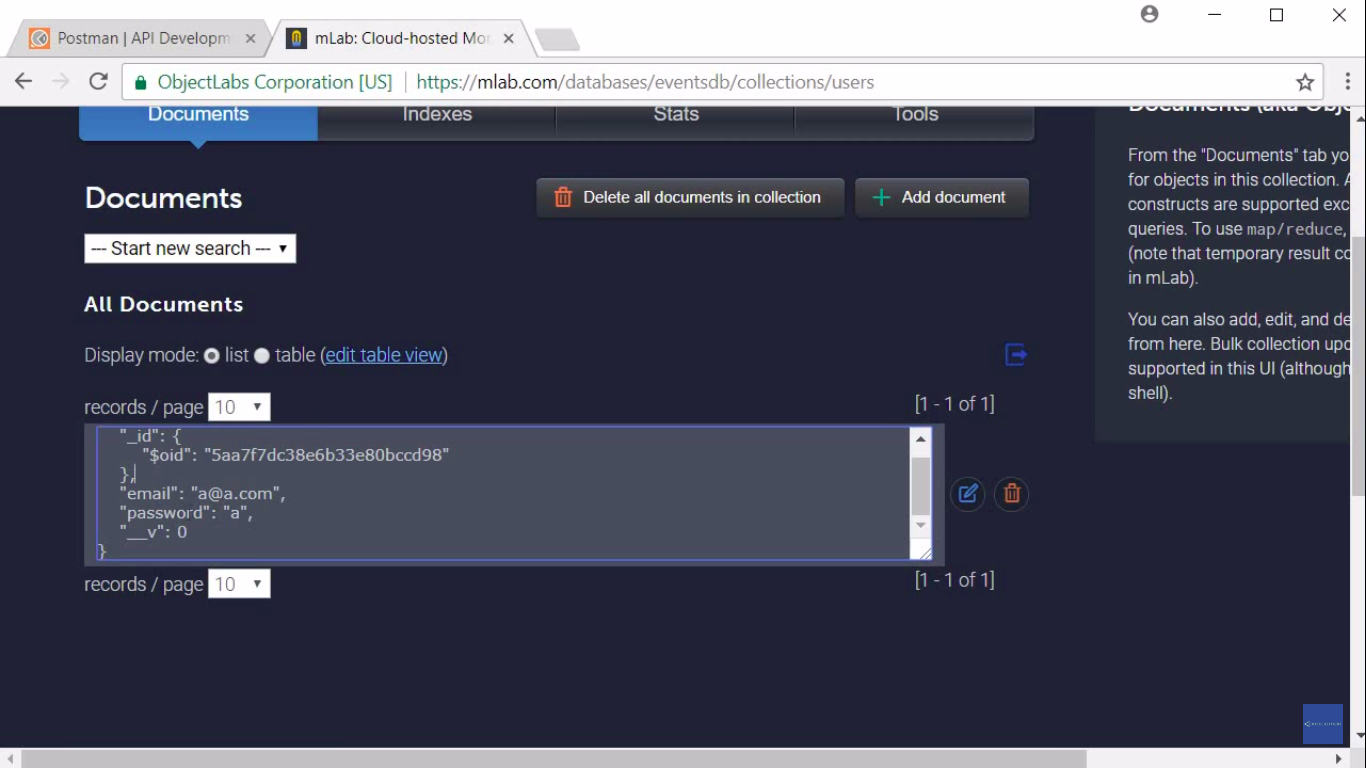 Postman | API Developm
mLab: Cloud-hosted Mon
ObjectLabs Corporation [US]
https://mlab.com/databases/eventsdb/collections/users
Documents
Indexes
Stats
Tools
Documents (aka Obje
From the "Documents" tab yo
for objects in this collection. A
constructs are supported exc
queries. To use map/reduce,
(note that temporary result co
in mLab).
You can also add, edit, and de
from here. Bulk collection upd
supported in this UI (although
shell).
Documents
Delete all documents in collection
Add document
--- Start new search ---
All Documents
Display mode: list table (edit table view)
records / page 10
[1 - 1 of 1]
"_id": {
"$oid": "5aa7f7dc38e6b33e80bccd98"
},
"email": "a@a.com",
"password": "a",
"__v": 0
}
records / page 10
[1 - 1 of 1]